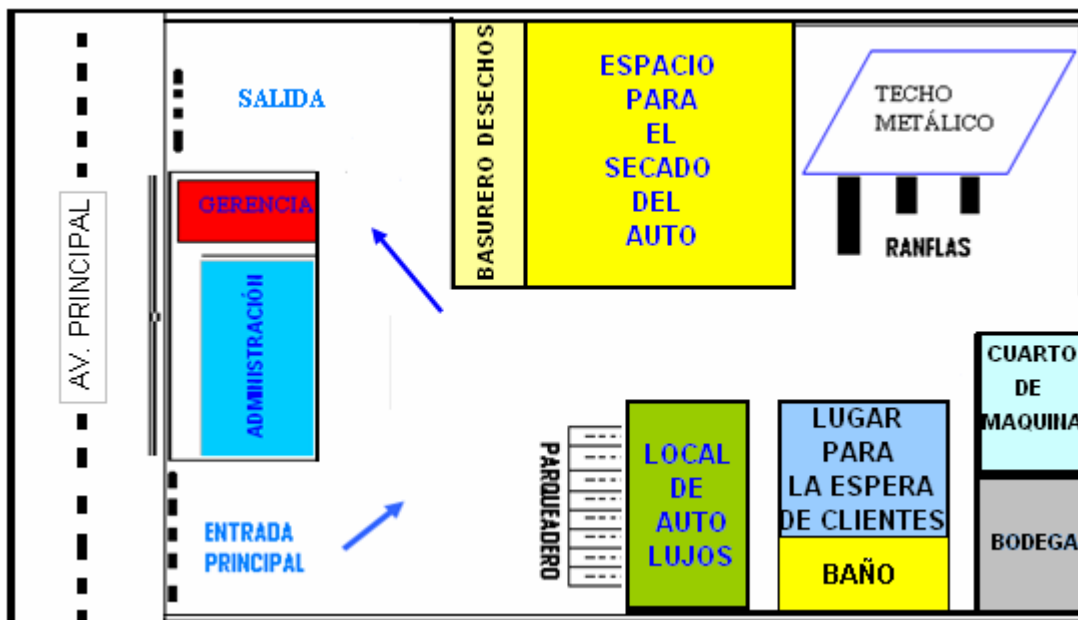 AV. PRINCIPAL
SALIDA
GERENCIA
ADMINISTRACIÓN
ENTRADA
PRINCIPAL
BASURERO DESECHOS
ESPACIO
PARA
EL
SECADO
DEL
AUTO
TECHO
METÁLICO
RANFLAS
PARQUEADERO
LOCAL
DE
AUTO
LUJOS
LUGAR
PARA
LA ESPERA
DE CLIENTES
BAÑO
CUARTO
DE
MAQUINA
BODEGA